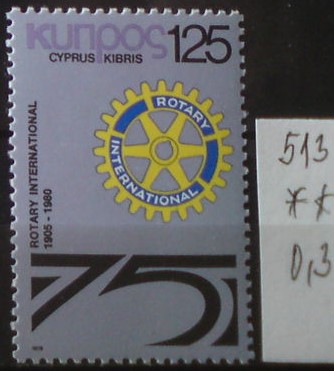 κυπρος 125
CYPRUS KIBRIS
ROTARY INTERNATIONAL
1905-1980
ROTARY
INTERNATIONAL
75
513
**
0,3